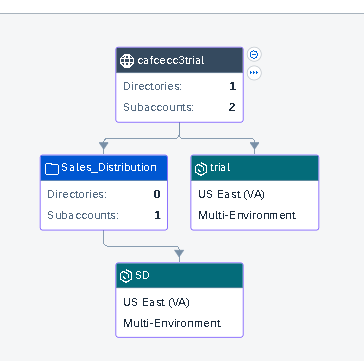 cafcecc3trial
Directories: 1
Subaccounts: 2
Sales_Distribution
Directories: 0
Subaccounts: 1
trial
US East (VA)
Multi-Environment
SD
US East (VA)
Multi-Environment